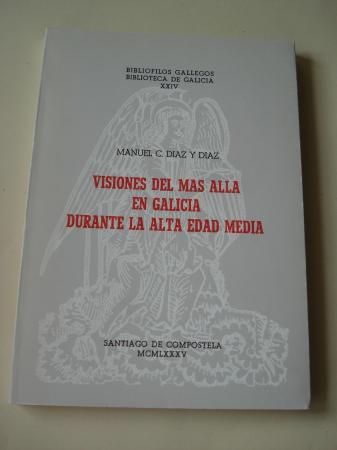 BIBLIOFILOS GALLEGOS
BIBLIOTECA DE GALICIA
XXIV
MANUEL C. DIAZ Y DIAZ
VISIONES DEL MAS ALLA
EN GALICIA
DURANTE LA ALTA EDAD MEDIA
SANTIAGO DE COMPOSTELA
MCMLXXXV